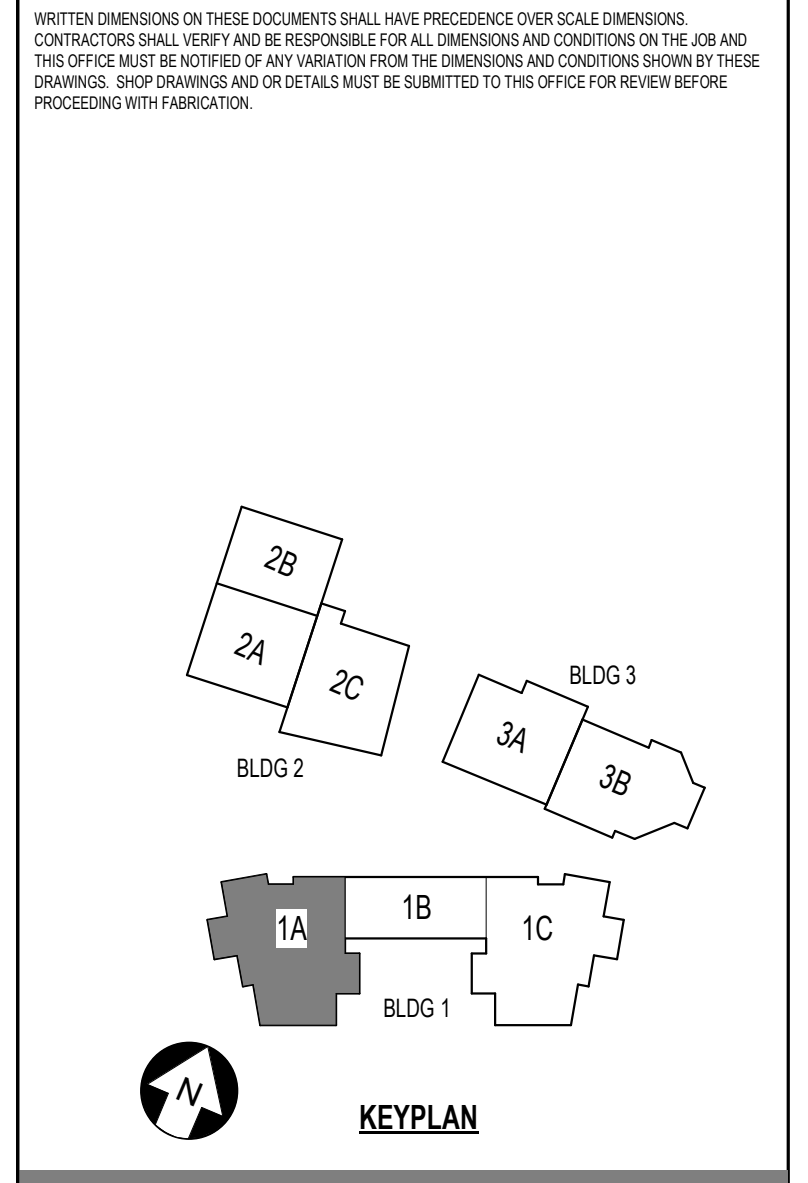 WRITTEN DIMENSIONS ON THESE DOCUMENTS SHALL HAVE PRECEDENCE OVER SCALE DIMENSIONS.
CONTRACTORS SHALL VERIFY AND BE RESPONSIBLE FOR ALL DIMENSIONS AND CONDITIONS ON THE JOB AND
THIS OFFICE MUST BE NOTIFIED OF ANY VARIATION FROM THE DIMENSIONS AND CONDITIONS SHOWN BY THESE
DRAWINGS. SHOP DRAWINGS AND OR DETAILS MUST BE SUBMITTED TO THIS OFFICE FOR REVIEW BEFORE
PROCEEDING WITH FABRICATION.
2B
2A
2C
BLDG 2
BLDG 3
3A
3B
1A
1B
1C
BLDG 1
N
KEYPLAN